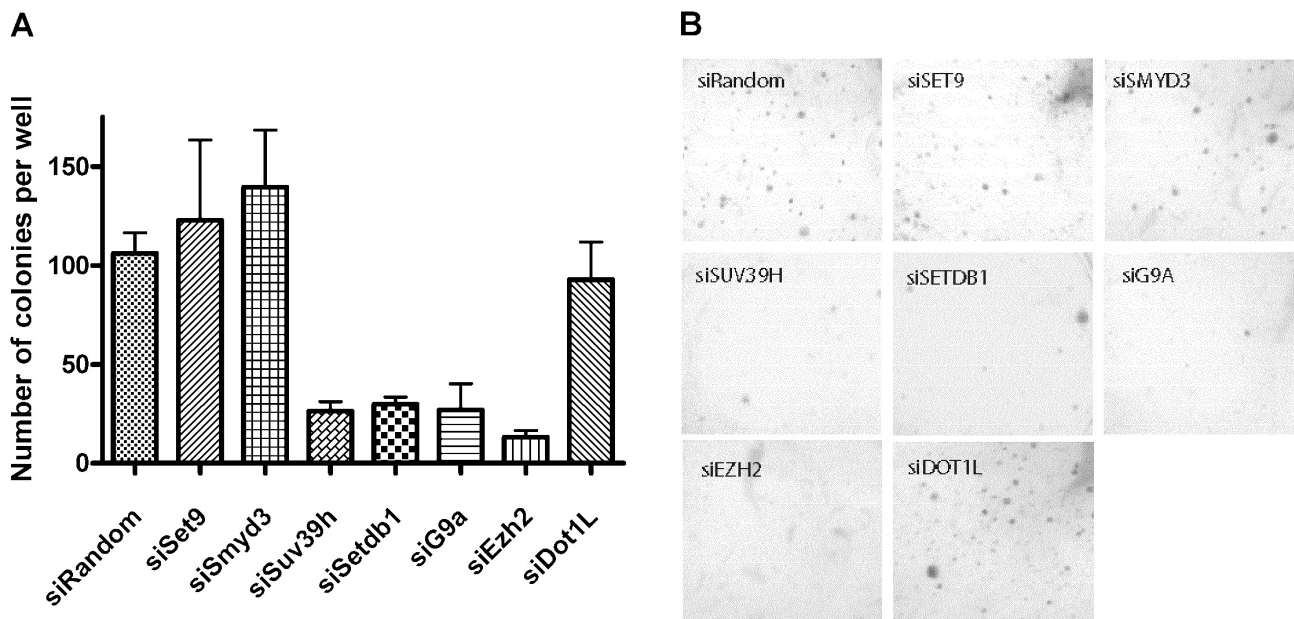 A
Number of colonies per well
150
100
50
0
siRandom
siSet9
siSmyd3
siSuv39h
siSetdb1
siG9a
siEzh2
siDot1L
B
siRandom
siSET9
siSMYD3
siSUV39H
siSETDB1
siG9A
siEZH2
siDOT1L